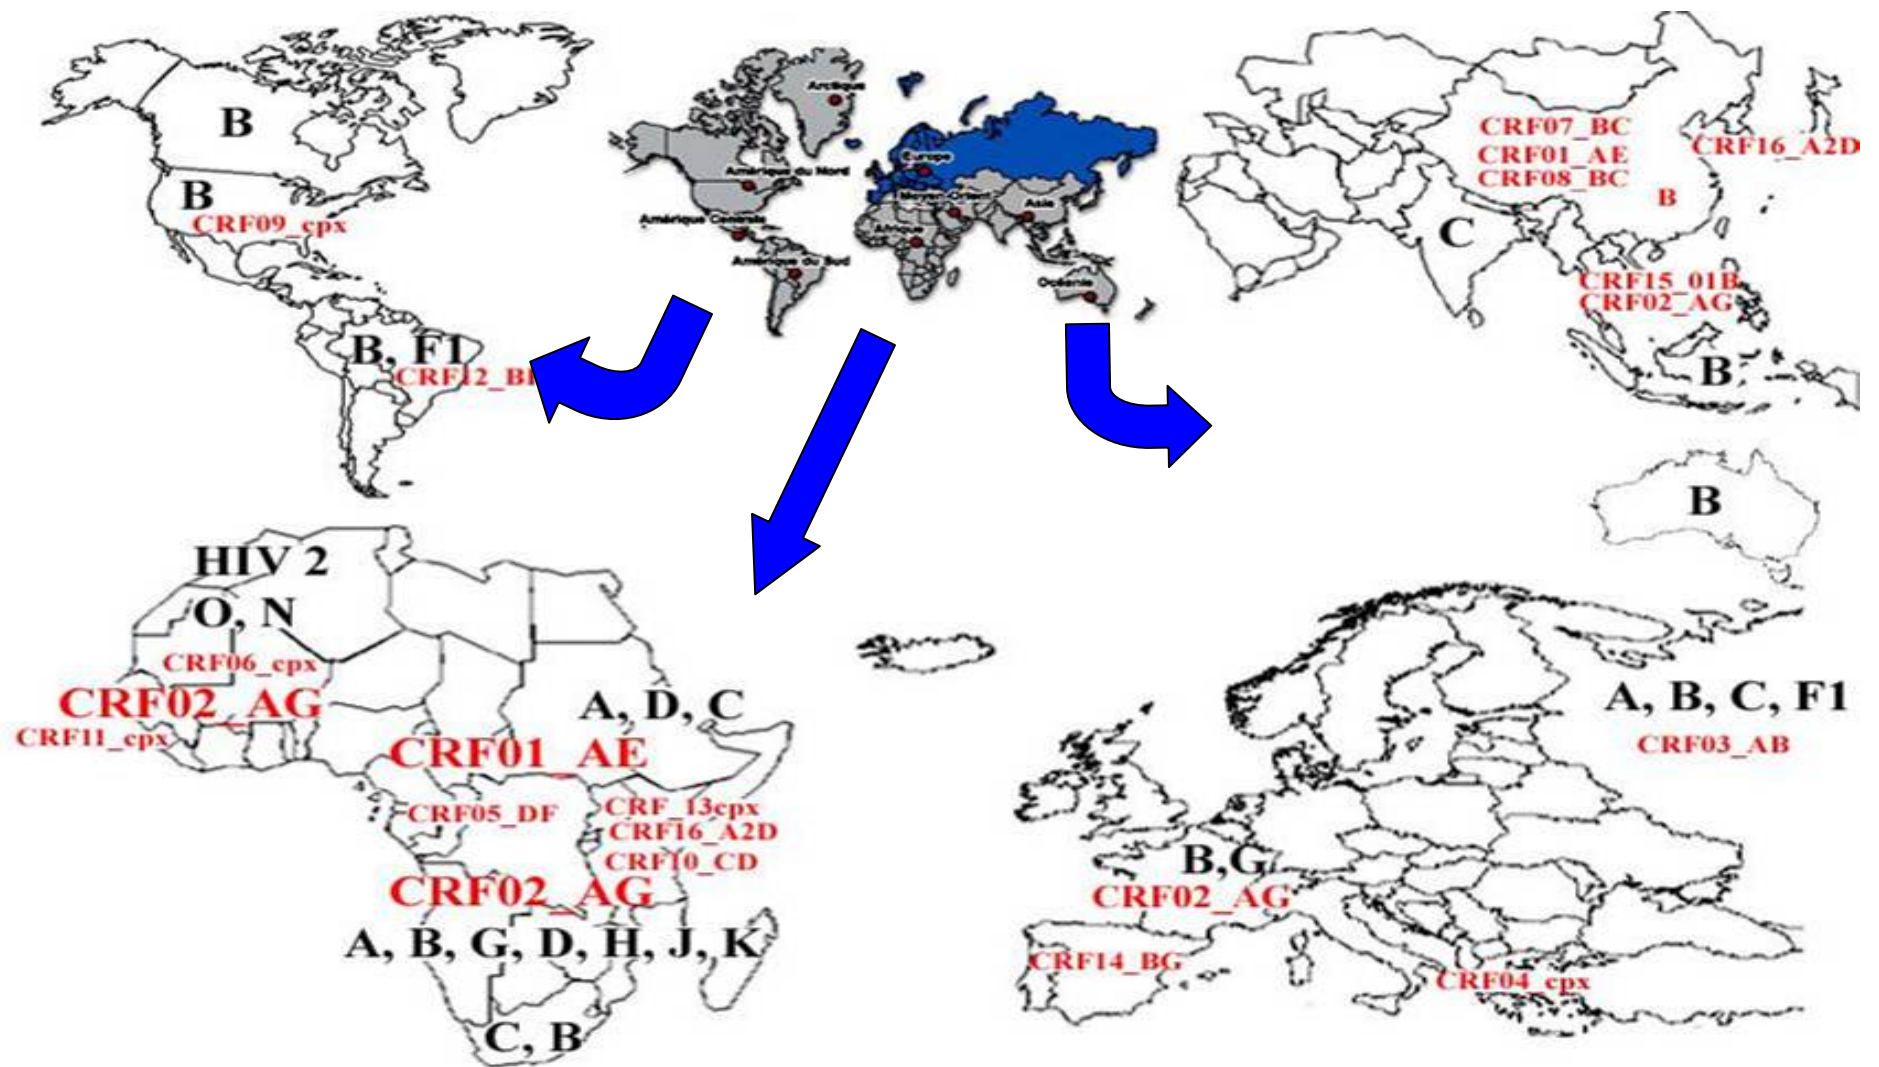 B
B
CRF09_cpx
B, F1
CRF12_BF
Arctique
Europe
Amérique du Nord
Moyen-Orient
Asie
Amérique Centrale
Afrique
Amérique du Sud
Océanie
CRF07_BC
CRF16_A2D
CRF01_AE
CRF08_BC
B
C
CRF15_01B
CRF02_AG
B
B
HIV 2
O, N
CRF06_cpx
CRF02_AG
CRF11_cpx
A, D, C
CRF01_AE
CRF05_DF
CRF_13cpx
CRF16_A2D
CRF10_CD
CRF02_AG
A, B, G, D, H, J, K
C, B
A, B, C, F1
CRF03_AB
B,G
CRF02_AG
CRF14_BG
CRF04_cpx